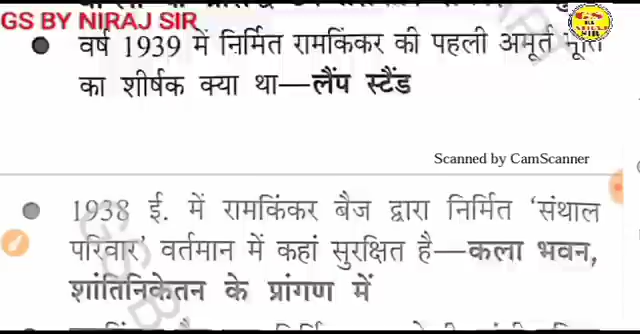 GS BY NIRAJ SIR
वर्ष 1939 में निर्मित रामकिंकर की पहली अमूर्त मूर्ति
का शीर्षक क्या था—लैंप स्टैंड
Scanned by CamScanner
1938 ई. में रामकिंकर बैज द्वारा निर्मित ‘संथाल
परिवार’ वर्तमान में कहां सुरक्षित है—कला भवन,
शांतिनिकेतन के प्रांगण में